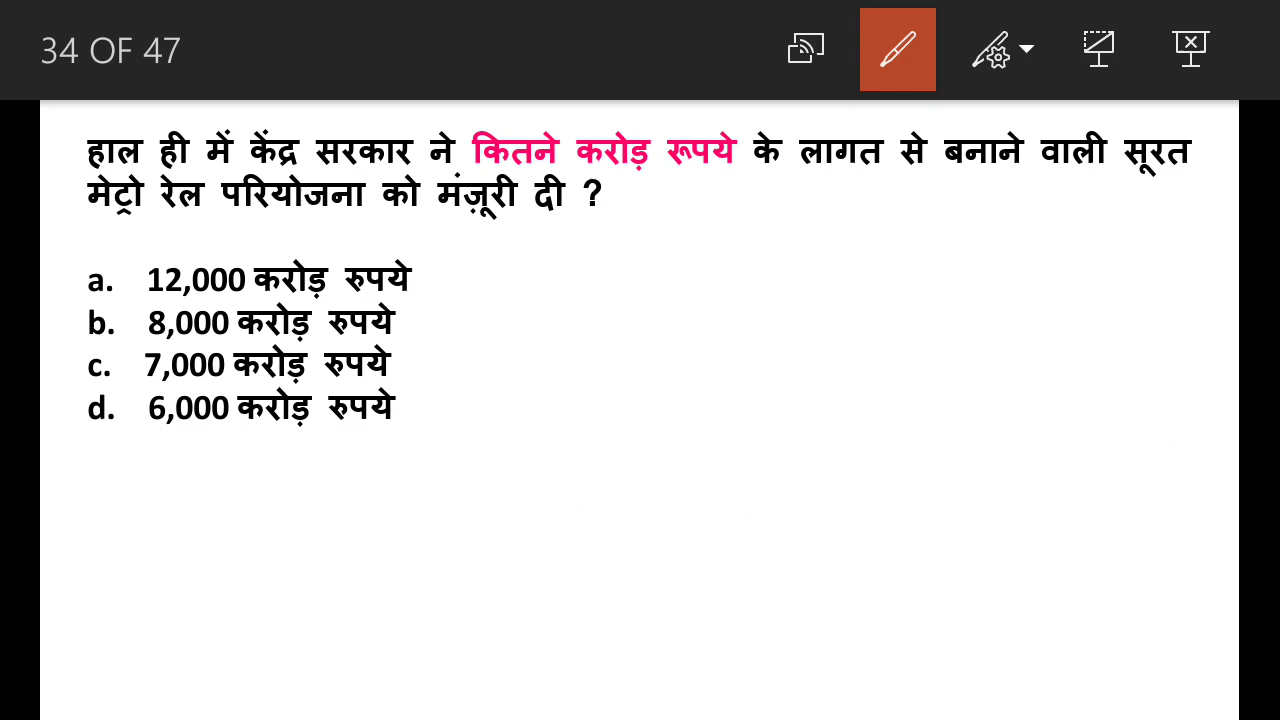 34 OF 47
हाल ही में केंद्र सरकार ने कितने करोड़ रूपये के लागत से बनाने वाली सूरत
मेट्रो रेल परियोजना को मंज़ूरी दी ?
a. 12,000 करोड़ रुपये
b. 8,000 करोड़ रुपये
c. 7,000 करोड़ रुपये
d. 6,000 करोड़ रुपये